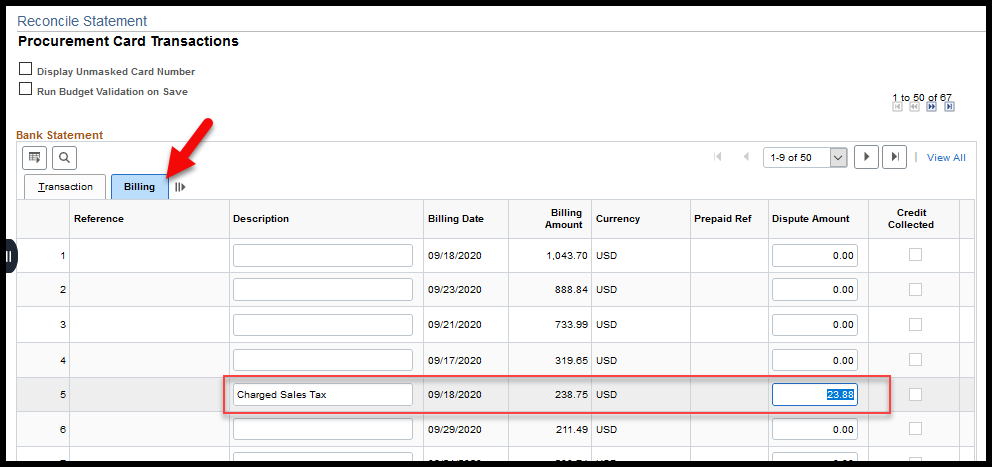 Reconcile Statement
Procurement Card Transactions
Display Unmasked Card Number
Run Budget Validation on Save
1 to 50 of 67
Bank Statement
1-9 of 50
View All
Transaction
Billing
Reference Description Billing Date Billing Amount Currency Prepaid Ref Dispute Amount Credit Collected
1 09/18/2020 1,043.70 USD 0.00
2 09/23/2020 888.84 USD 0.00
3 09/21/2020 733.99 USD 0.00
4 09/17/2020 319.65 USD 0.00
5 Charged Sales Tax 09/18/2020 238.75 USD 23.88
6 09/29/2020 211.49 USD 0.00